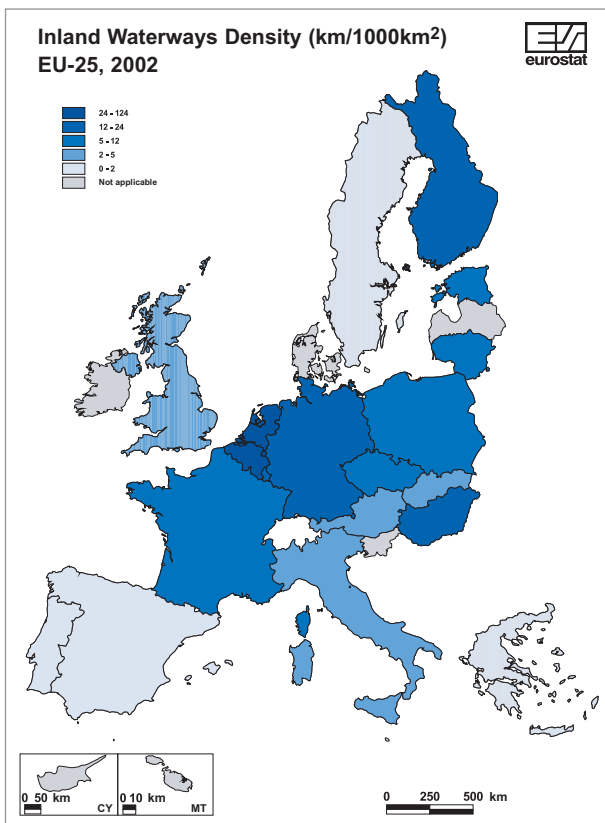 Inland Waterways Density (km/1000km²)
EU-25, 2002
eurostat
24 - 124
12 - 24
5 - 12
2 - 5
0 - 2
Not applicable
0 50 km
CY
0 10 km
MT
0 250 500 km